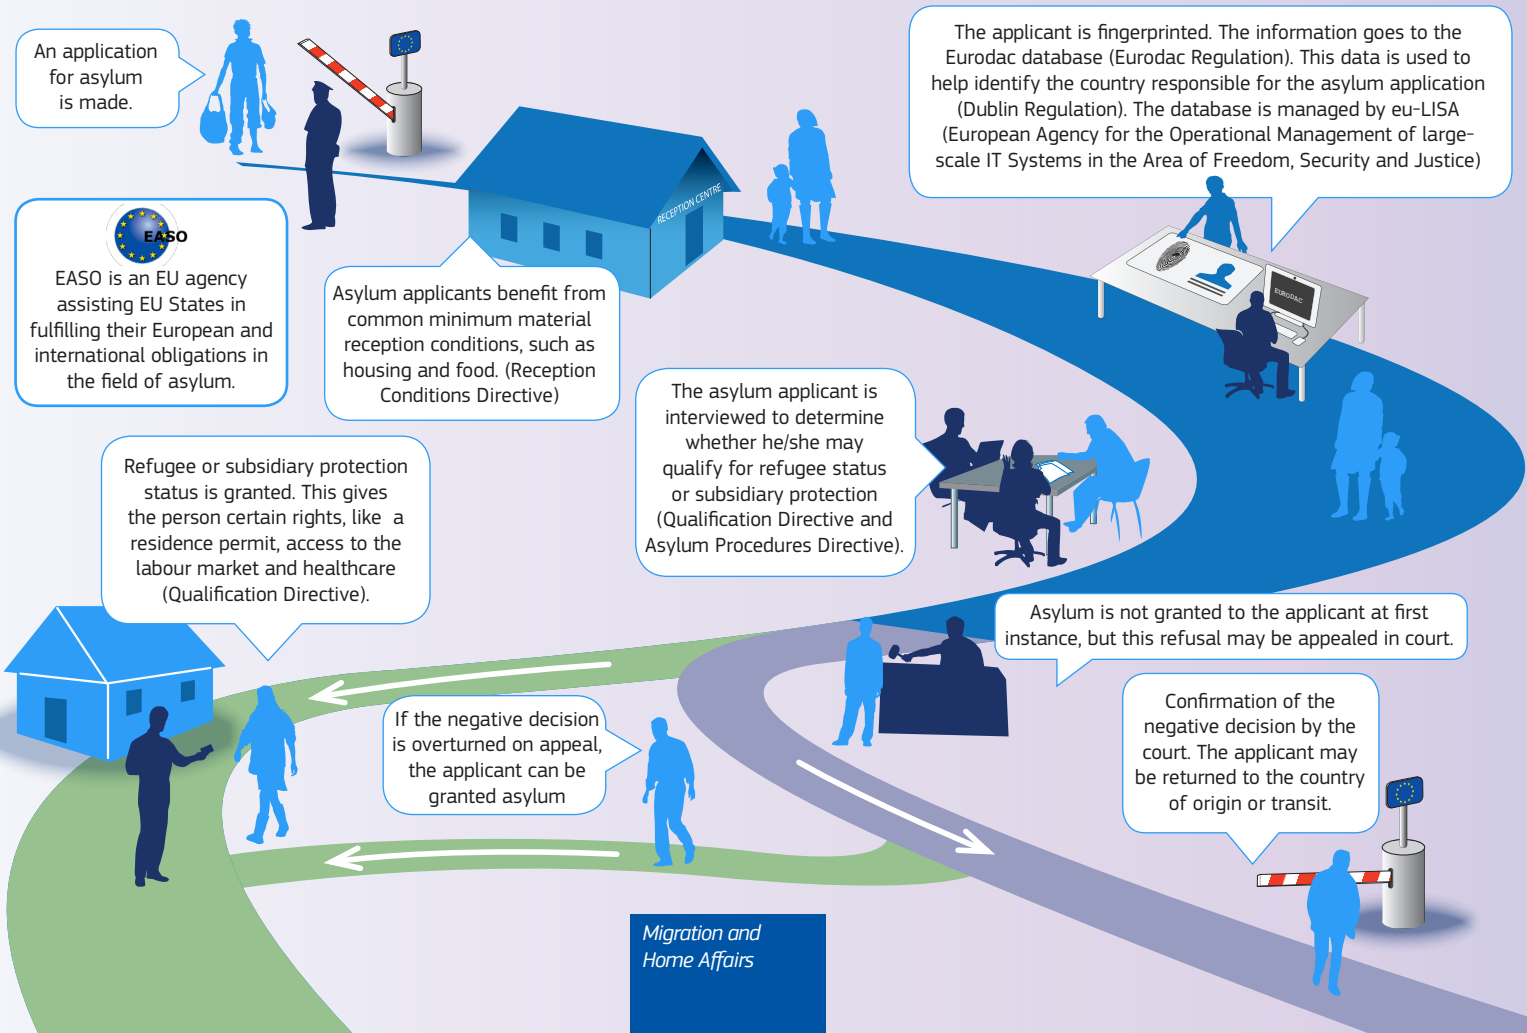 An application
for asylum
is made.
The applicant is fingerprinted. The information goes to the
Eurodac database (Eurodac Regulation). This data is used to
help identify the country responsible for the asylum application
(Dublin Regulation). The database is managed by eu-LISA
(European Agency for the Operational Management of large-
scale IT Systems in the Area of Freedom, Security and Justice)
RECEPTION CENTRE
EASO
EASO is an EU agency
assisting EU States in
fulfilling their European and
international obligations in
the field of asylum.
Asylum applicants benefit from
common minimum material
reception conditions, such as
housing and food. (Reception
Conditions Directive)
EURODAC
The asylum applicant is
interviewed to determine
whether he/she may
qualify for refugee status
or subsidiary protection
(Qualification Directive and
Asylum Procedures Directive).
Refugee or subsidiary protection
status is granted. This gives
the person certain rights, like a
residence permit, access to the
labour market and healthcare
(Qualification Directive).
Asylum is not granted to the applicant at first
instance, but this refusal may be appealed in court.
If the negative decision
is overturned on appeal,
the applicant can be
granted asylum
Confirmation of the
negative decision by the
court. The applicant may
be returned to the country
of origin or transit.
Migration and
Home Affairs